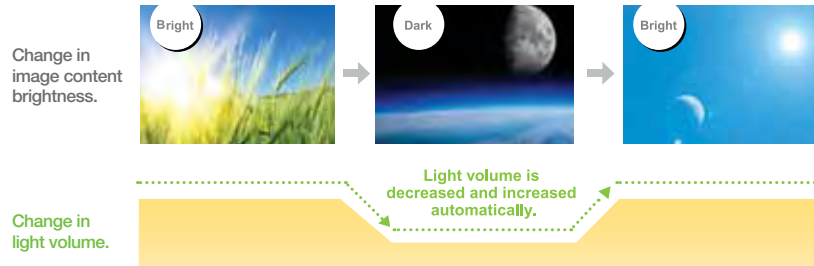 Bright
Dark
Bright
Change in
image content
brightness.
Light volume is
decreased and increased
automatically.
Change in
light volume.